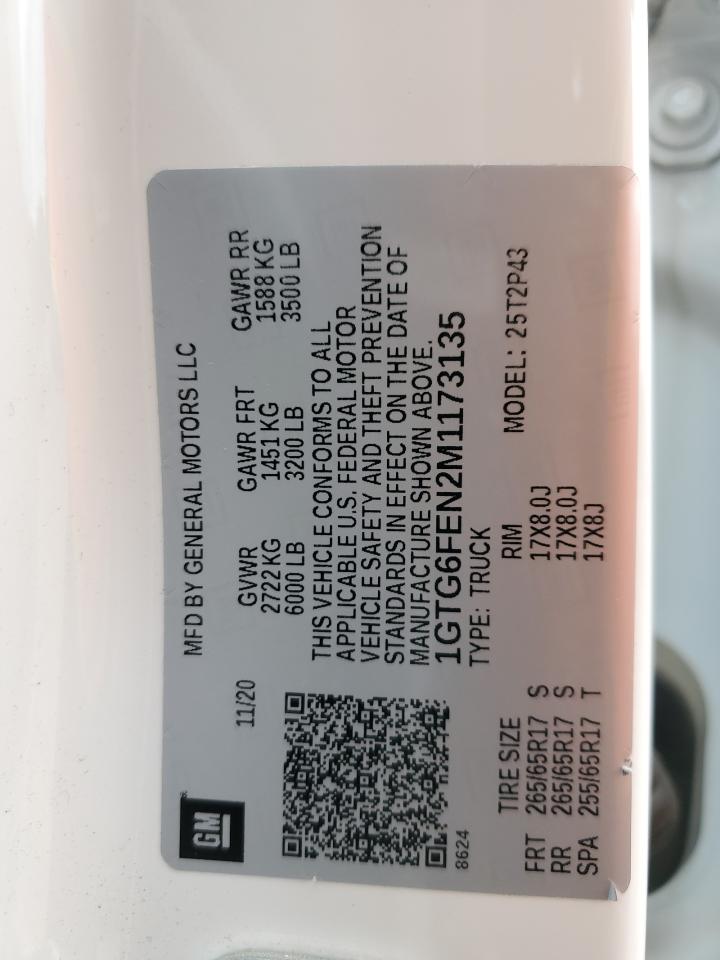 GM
MFD BY GENERAL MOTORS LLC
11/20
GVWR GAWR FRT GAWR RR
2722 KG 1451 KG 1588 KG
6000 LB 3200 LB 3500 LB
THIS VEHICLE CONFORMS TO ALL
APPLICABLE U.S. FEDERAL MOTOR
VEHICLE SAFETY AND THEFT PREVENTION
STANDARDS IN EFFECT ON THE DATE OF
MANUFACTURE SHOWN ABOVE.
1GTG6FEN2M1173135
8624
TYPE: TRUCK
TIRE SIZE RIM MODEL: 25T2P43
FRT 265/65R17 S 17X8.0J
RR 265/65R17 S 17X8.0J
SPA 255/65R17 T 17X8J